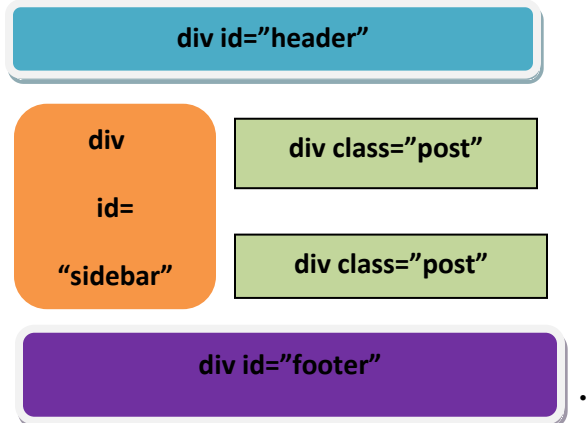 div id=”header”
div
id=
“sidebar”
div class=”post”
div class=”post”
div id=”footer”
.